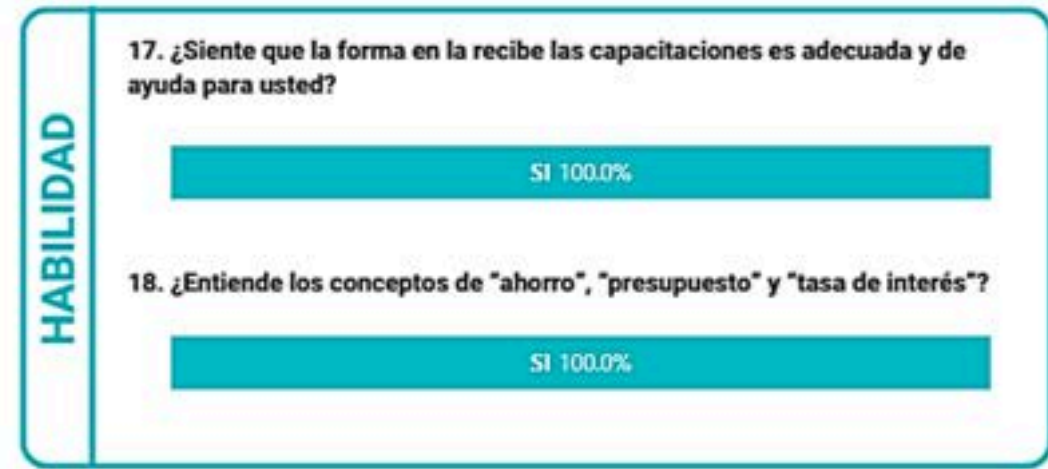 HABILIDAD
17. ¿Siente que la forma en la recibe las capacitaciones es adecuada y de
ayuda para usted?
SI 100.0%
18. ¿Entiende los conceptos de “ahorro”, “presupuesto” y “tasa de interés”?
SI 100.0%